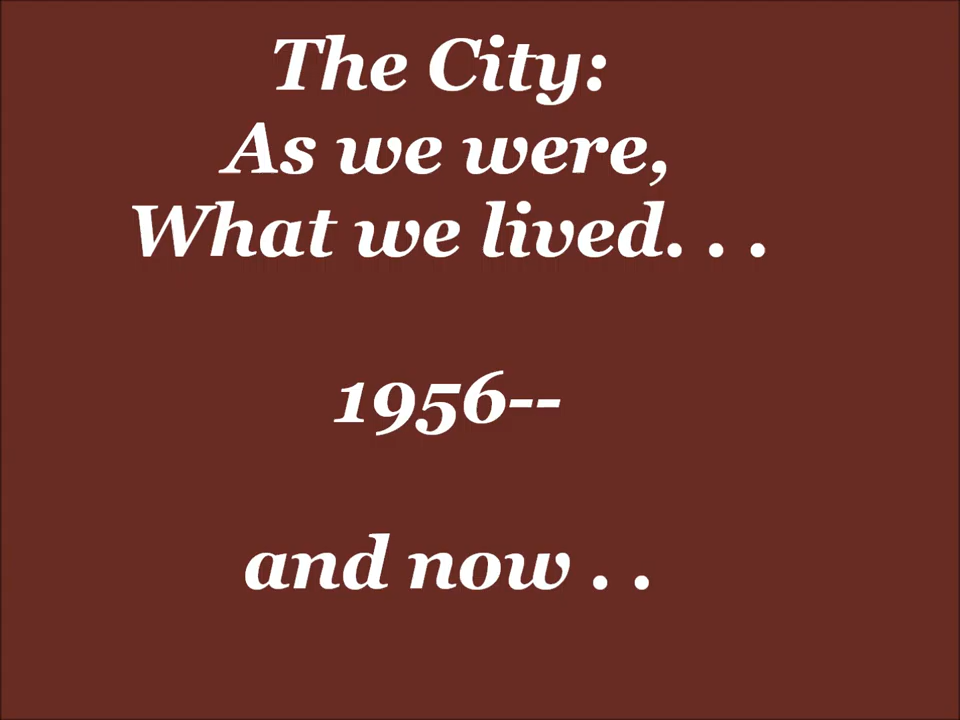 The City:
As we were,
What we lived. . .
1956--
and now . .